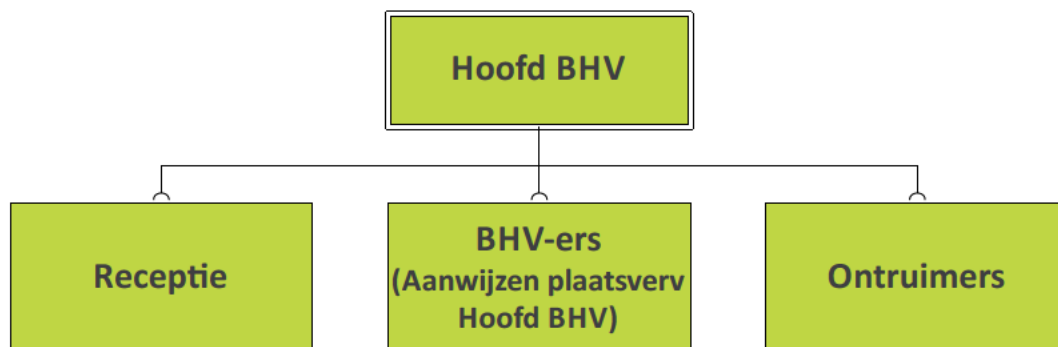 Hoofd BHV
Receptie
BHV-ers
(Aanwijzen plaatsverv
Hoofd BHV)
Ontruimers